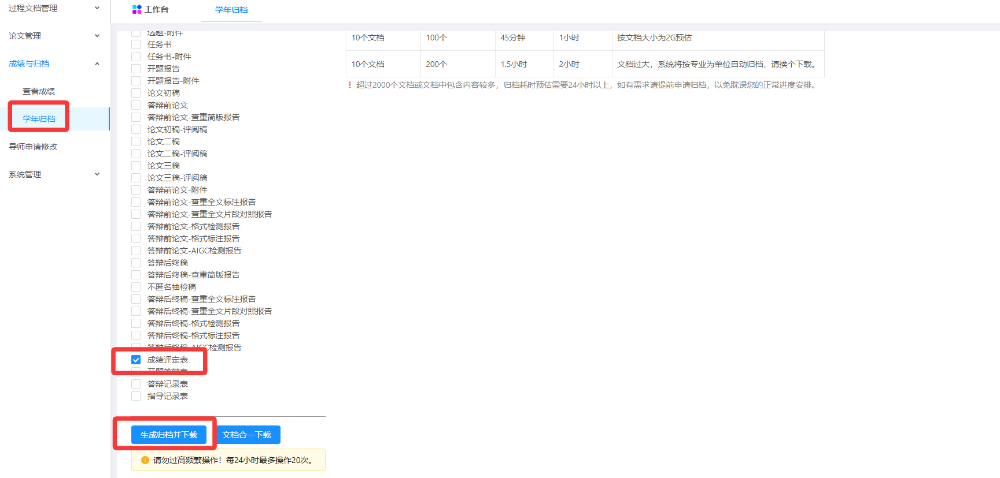 过程文档管理
论文管理
成绩与归档
查看成绩
学年归档
导师申请修改
系统管理
工作台
学年归档
选题-附件
任务书
任务书-附件
开题报告
开题报告-附件
论文初稿
答辩前论文
答辩前论文-查重简版报告
论文初稿-评阅稿
论文二稿
论文二稿-评阅稿
论文三稿
论文三稿-评阅稿
答辩前论文-附件
答辩前论文-查重全文标注报告
答辩前论文-查重全文片段对照报告
答辩前论文-格式检测报告
答辩前论文-格式标注报告
答辩前论文-AIGC检测报告
答辩后终稿
答辩后终稿-查重简版报告
不匿名抽检稿
答辩后终稿-查重全文标注报告
答辩后终稿-查重全文片段对照报告
答辩后终稿-格式检测报告
答辩后终稿-格式标注报告
答辩后终稿-AIGC检测报告
成绩评定表
开题答辩表
答辩记录表
指导记录表
生成归档并下载 文档合一下载
请勿过高频繁操作！每24小时最多操作20次。
10个文档 100个 45分钟 1小时 按文档大小为2G预估
10个文档 200个 1.5小时 2小时 文档过大，系统将按专业为单位自动归档，请挨个下载。
! 超过2000个文档或文档中包含内容较多，归档耗时预估需要24小时以上，如有需求请提前申请归档，以免耽误您的正常进度安排。